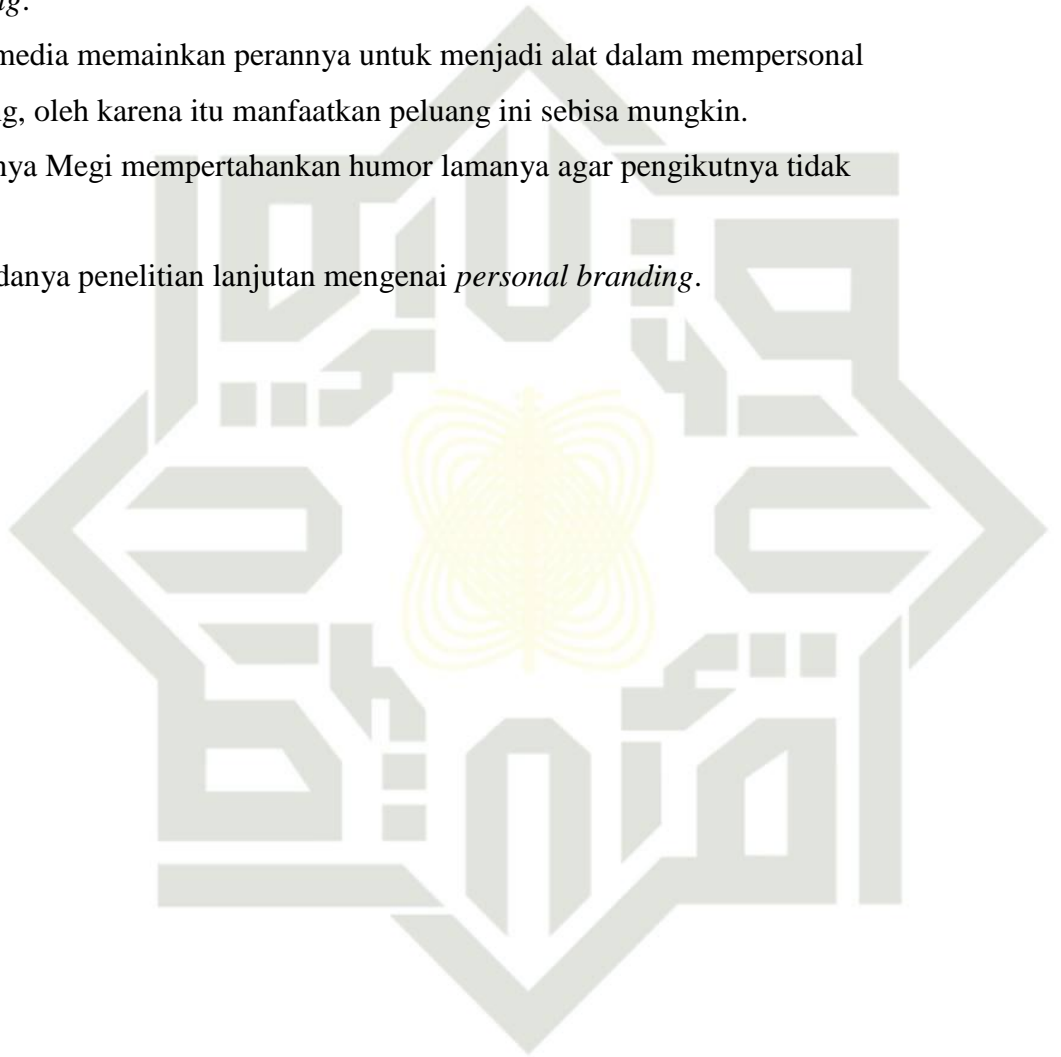 ng.
media memainkan perannya untuk menjadi alat dalam mempersonal
g, oleh karena itu manfaatkan peluang ini sebisa mungkin.
nya Megi mempertahankan humor lamanya agar pengikutnya tidak
danya penelitian lanjutan mengenai personal branding.